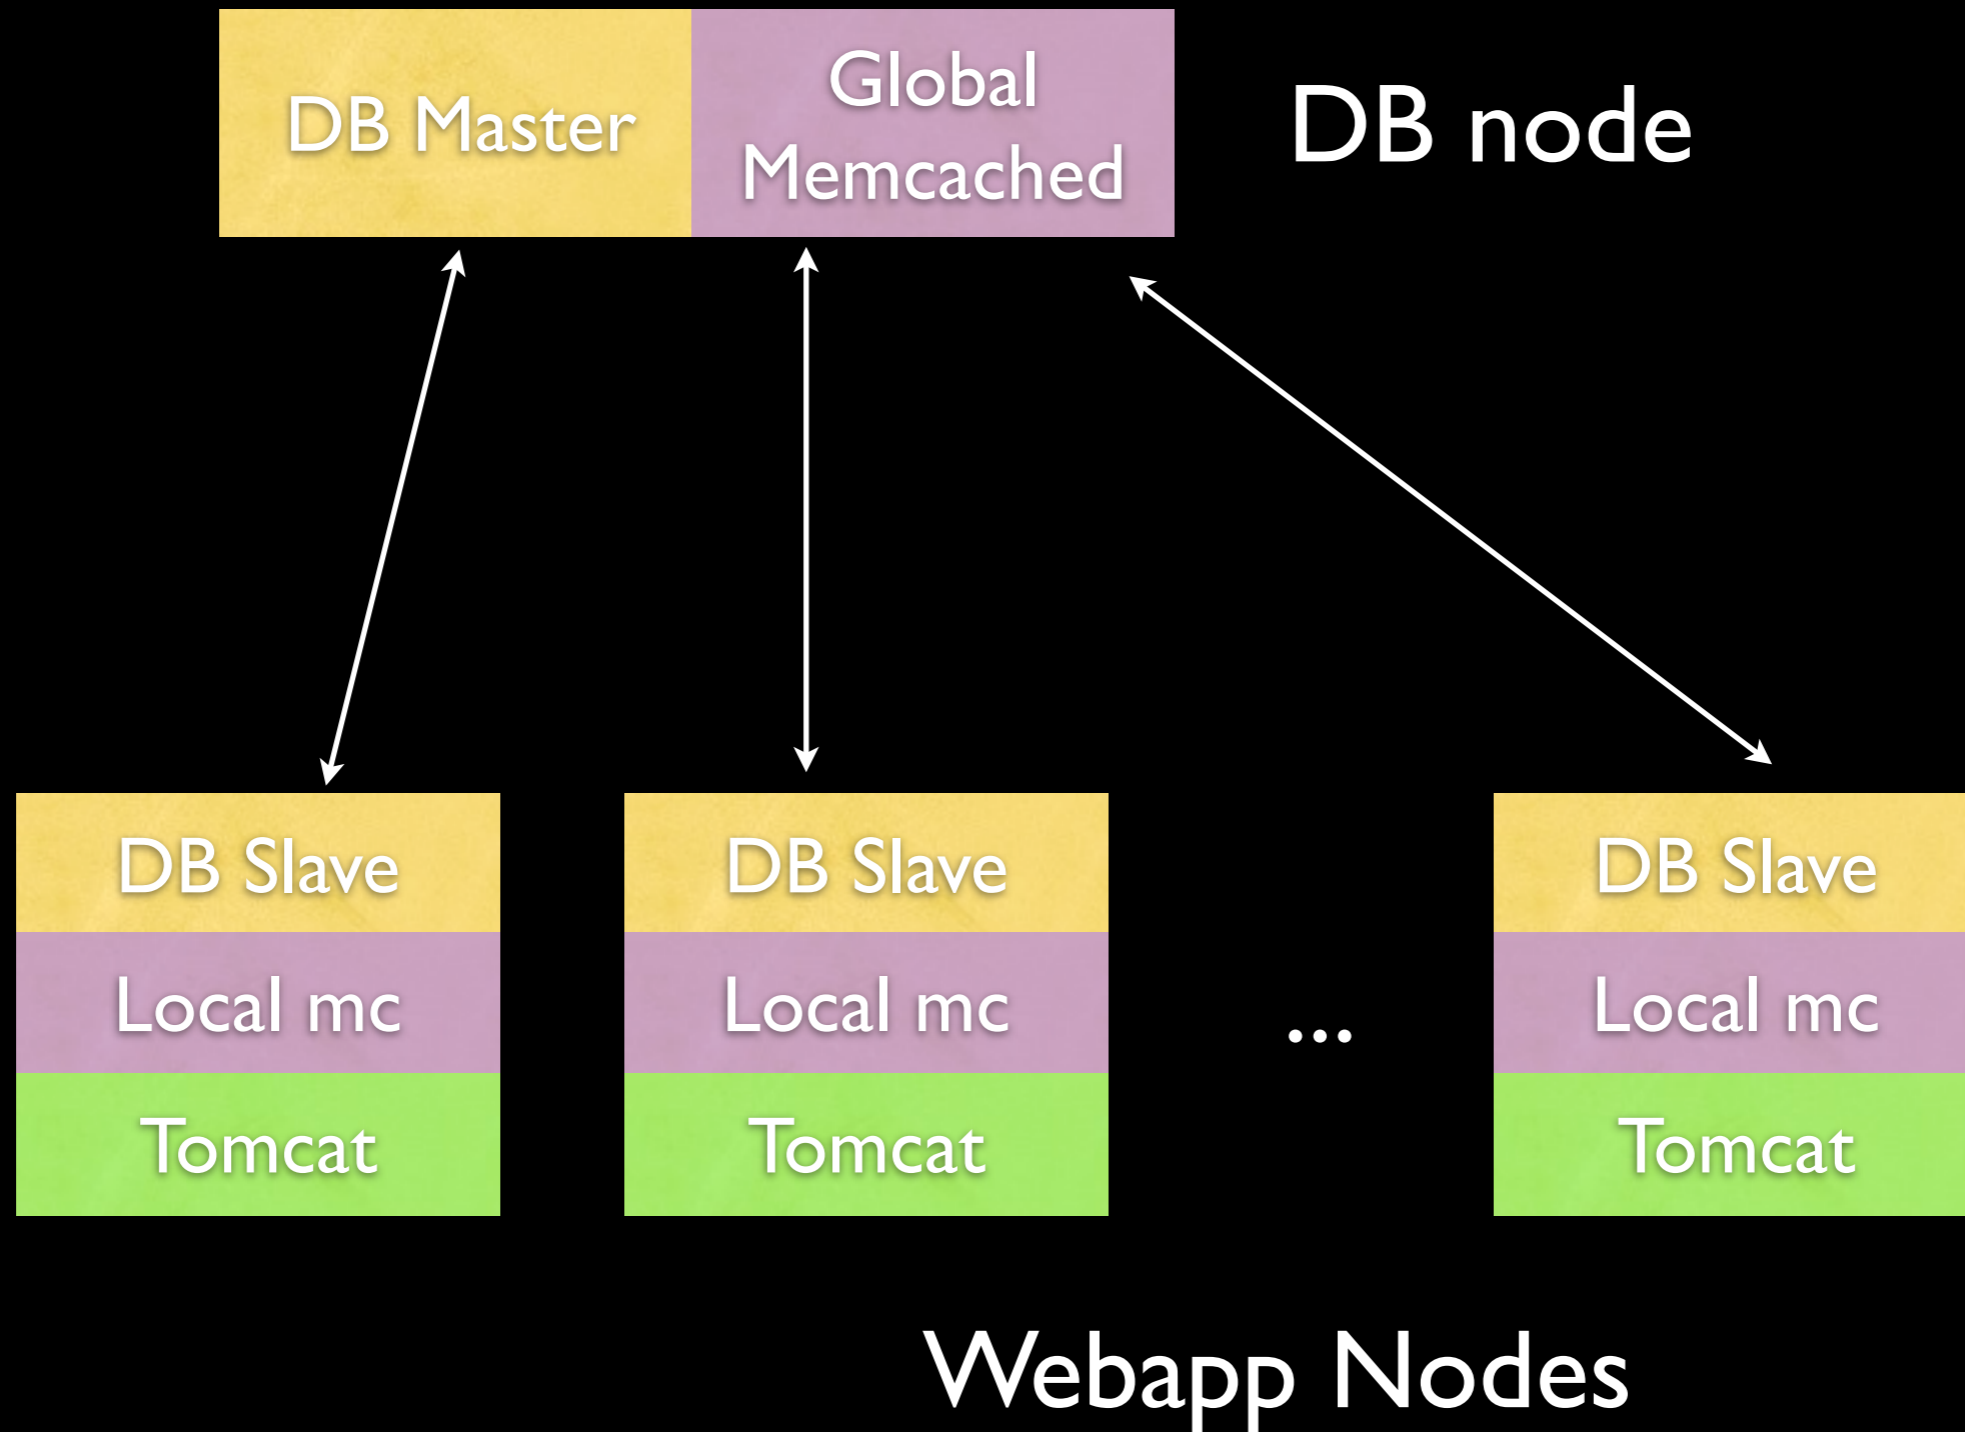 DB Master
Global
Memcached
DB node
DB Slave
Local mc
Tomcat
DB Slave
Local mc
Tomcat
...
DB Slave
Local mc
Tomcat
Webapp Nodes